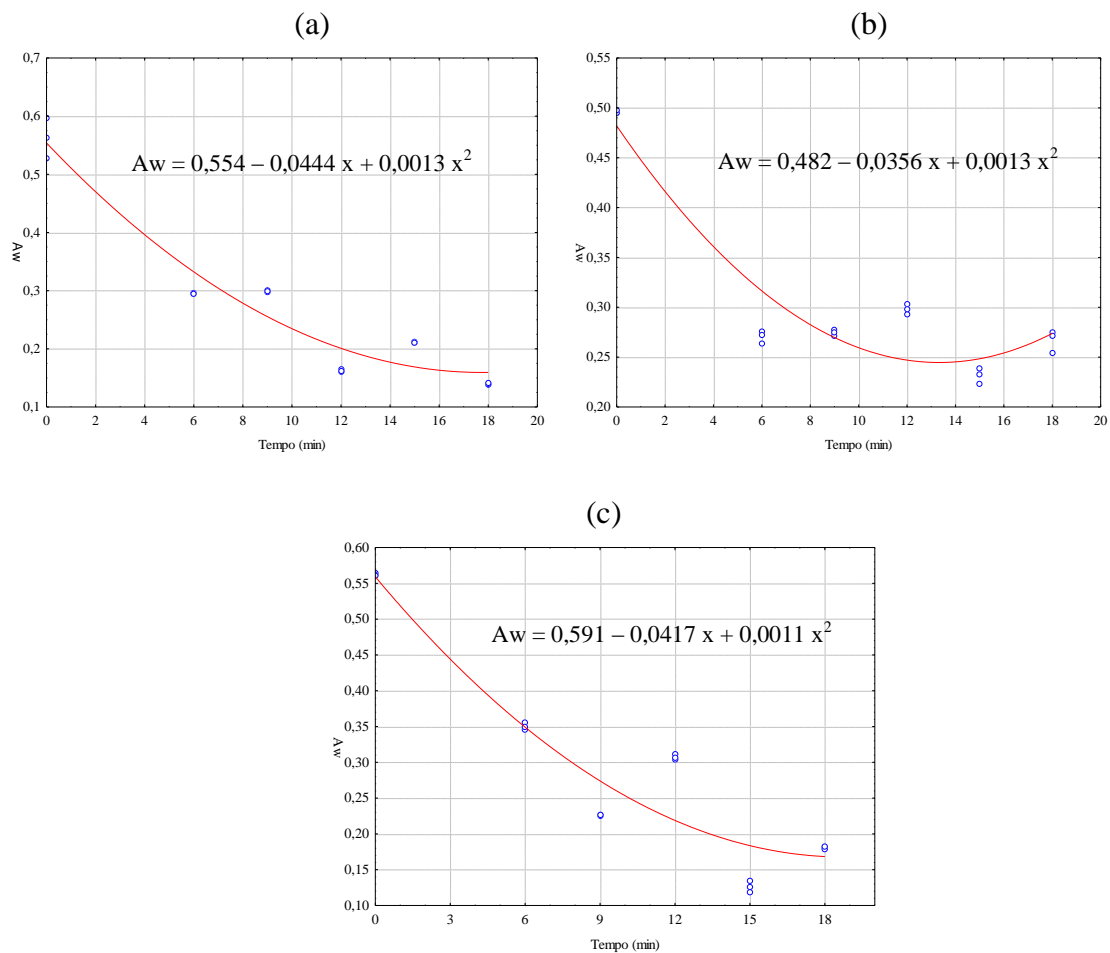 (a)
0,7
0,6
0,5
0,4
0,3
0,2
0,1
Aw
Aw = 0,554 – 0,0444 x + 0,0013 x²
0 2 4 6 8 10 12 14 16 18 20
Tempo (min)
(b)
0,55
0,50
0,45
0,40
0,35
0,30
0,25
0,20
Aw
Aw = 0,482 – 0,0356 x + 0,0013 x²
0 2 4 6 8 10 12 14 16 18 20
Tempo (min)
(c)
0,60
0,55
0,50
0,45
0,40
0,35
0,30
0,25
0,20
0,15
0,10
Aw
Aw = 0,591 – 0,0417 x + 0,0011 x²
0 3 6 9 12 15 18
Tempo (min)